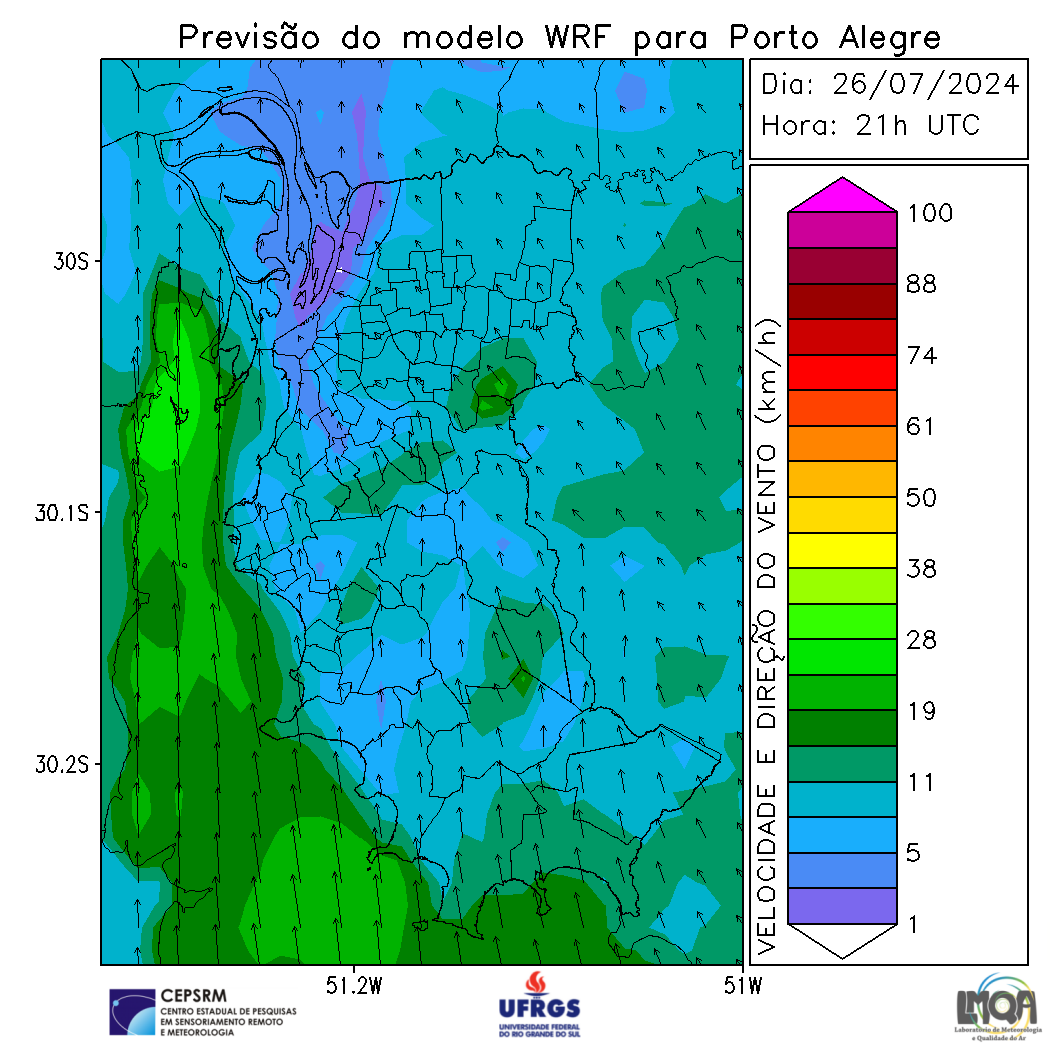 Previsão do modelo WRF para Porto Alegre
Dia: 26/07/2024
Hora: 21h UTC
30S
30.1S
30.2S
51.2W
51W
VELOCIDADE E DIREÇÃO DO VENTO (km/h)
100
88
74
61
50
38
28
19
11
5
1
CEPSRM
CENTRO ESTADUAL DE PESQUISAS
EM SENSORIAMENTO REMOTO
E METEOROLOGIA
UFRGS
UNIVERSIDADE FEDERAL
DO RIO GRANDE DO SUL
LMQA
Laboratório de Meteorologia
e Qualidade do Ar